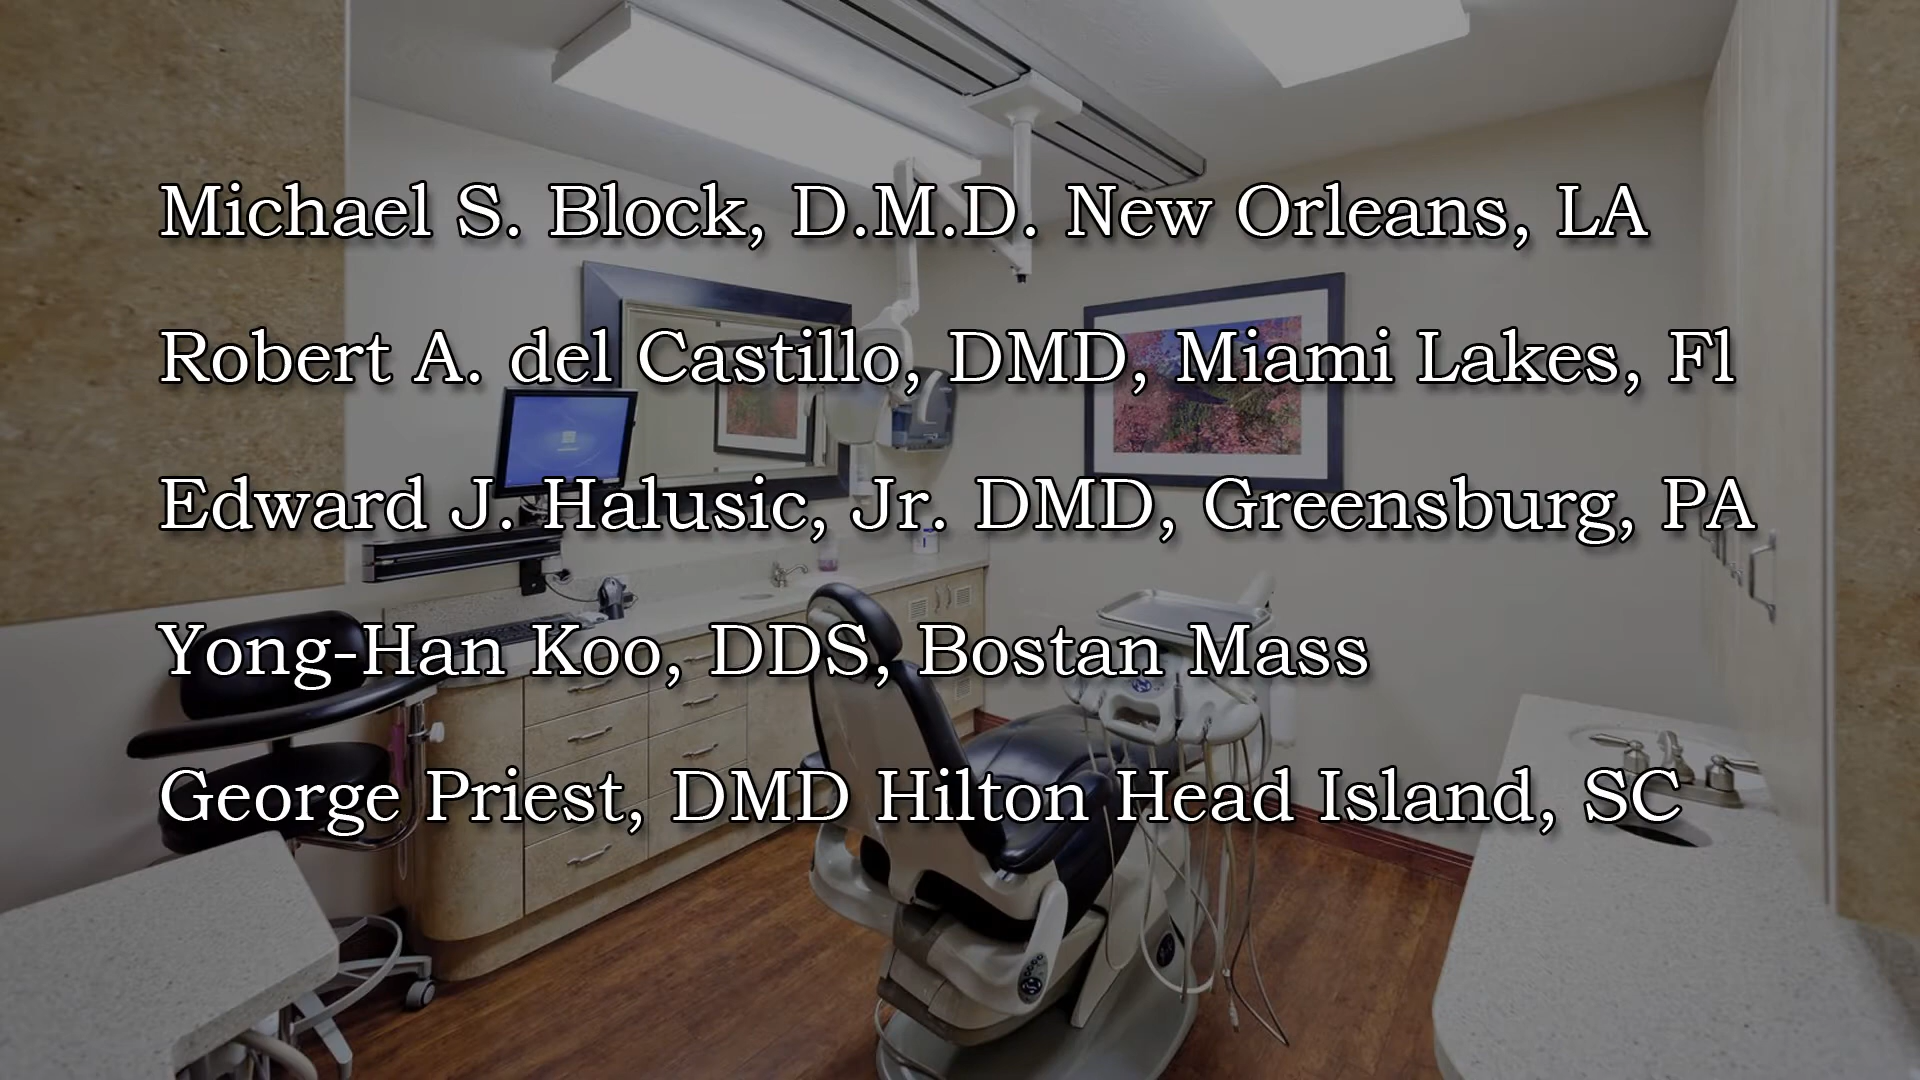 Michael S. Block, D.M.D. New Orleans, LA
Robert A. del Castillo, DMD, Miami Lakes, Fl
Edward J. Halusic, Jr. DMD, Greensburg, PA
Yong-Han Koo, DDS, Bostan Mass
George Priest, DMD Hilton Head Island, SC